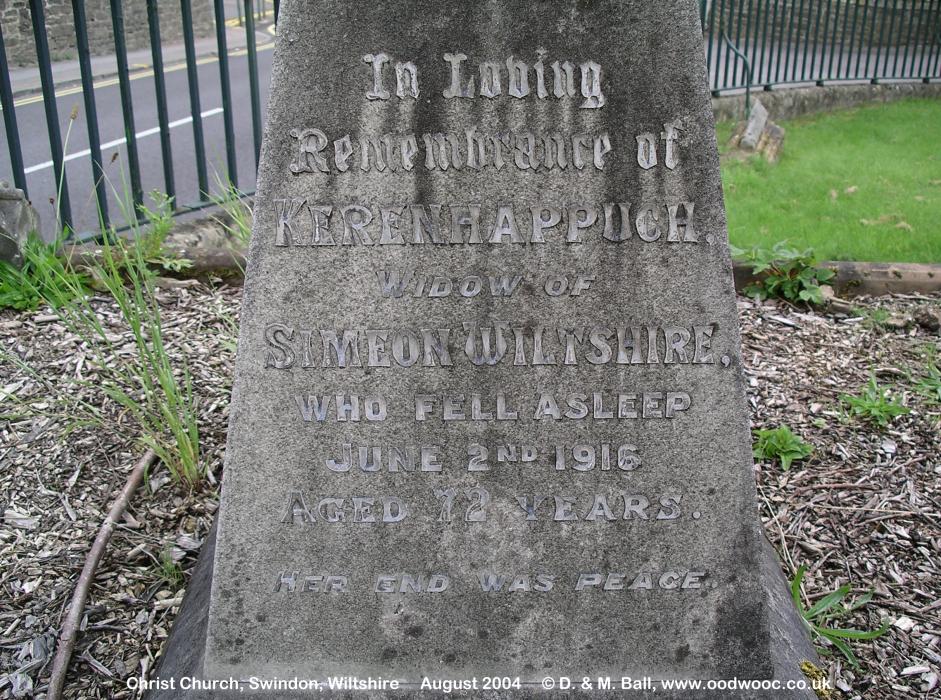 In Loving
Remembrance of
KERENHAPPUCH,
WIDOW OF
SIMEON WILTSHIRE,
WHO FELL ASLEEP
JUNE 2ND 1916
AGED 72 YEARS.
HER END WAS PEACE.
Christ Church, Swindon, Wiltshire August 2004 © D. & M. Ball, www.oodwooc.co.uk